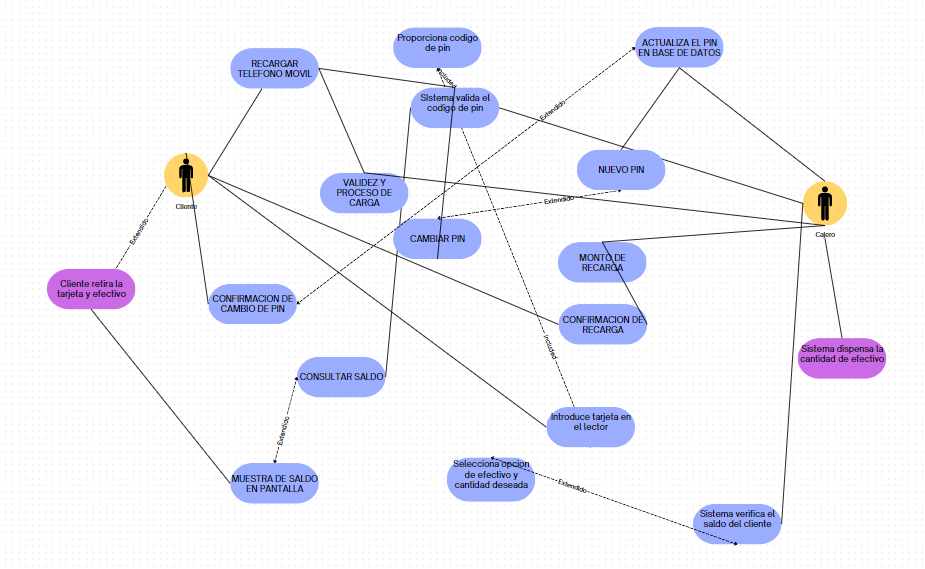 Proporciona codigo
de pin
ACTUALIZA EL PIN
EN BASE DE DATOS
RECARGAR
TELEFONO MOVIL
Included
SIstema valida el
codigo de pin
Extendido
NUEVO PIN
VALIDEZ Y
PROCESO DE
CARGA
Extendido
Cliente
Extendido
CAMBIAR PIN
Cajero
MONTO DE
RECARGA
Cliente retira la
tarjeta y efectivo
CONFIRMACION DE
CAMBIO DE PIN
CONFIRMACION DE
RECARGA
Included
Sistema dispensa la
cantidad de efectivo
CONSULTAR SALDO
Introduce tarjeta en
el lector
Extendido
Selecciona opcion
de efectivo y
cantidad deseada
Extendido
MUESTRA DE SALDO
EN PANTALLA
Sistema verifica el
saldo del cliente